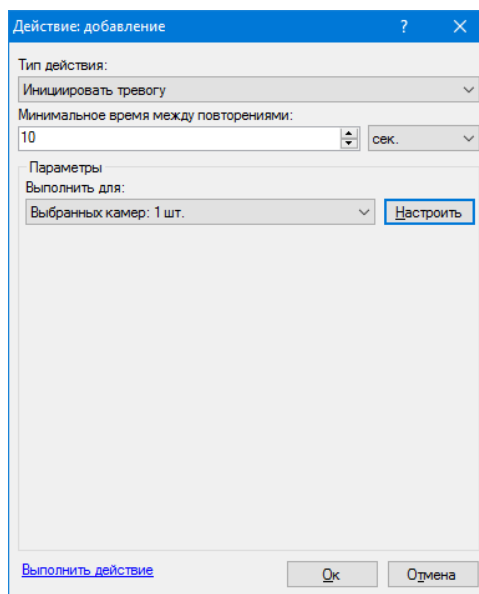 Действие: добавление ?
Тип действия:
Инициировать тревогу
Минимальное время между повторениями:
10 сек.
Параметры
Выполнить для:
Выбранных камер: 1 шт. Настроить
Выполнить действие Ок Отмена